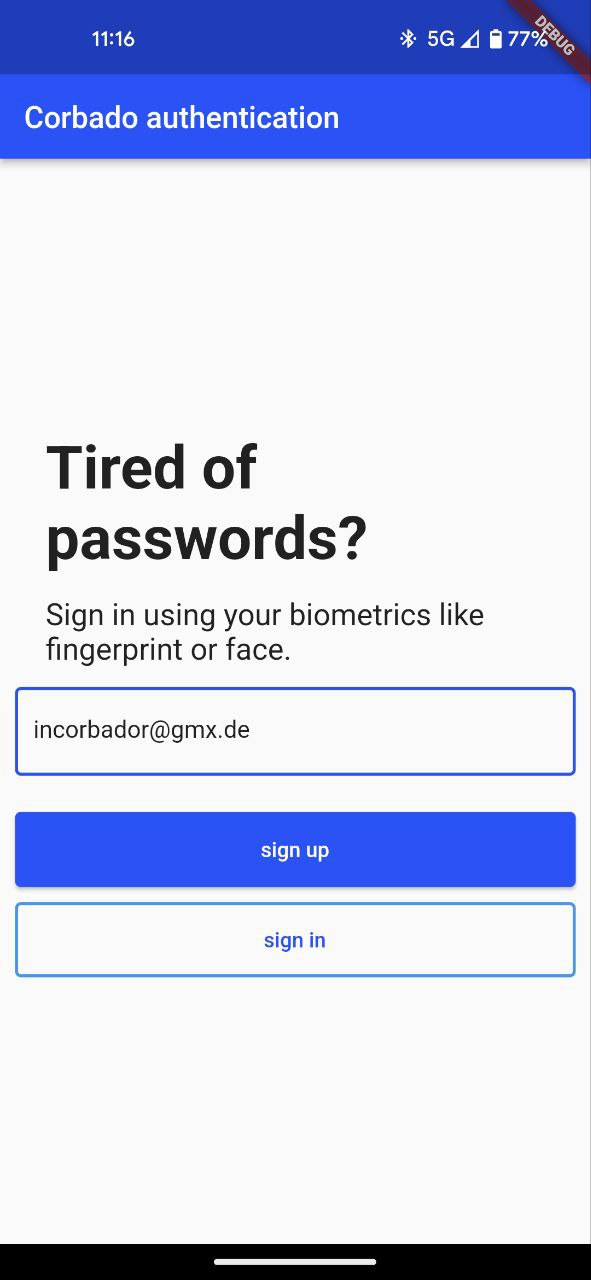 11:16 5G 77%
DEBUG
Corbado authentication
Tired of
passwords?
Sign in using your biometrics like
fingerprint or face.
incorbador@gmx.de
sign up
sign in